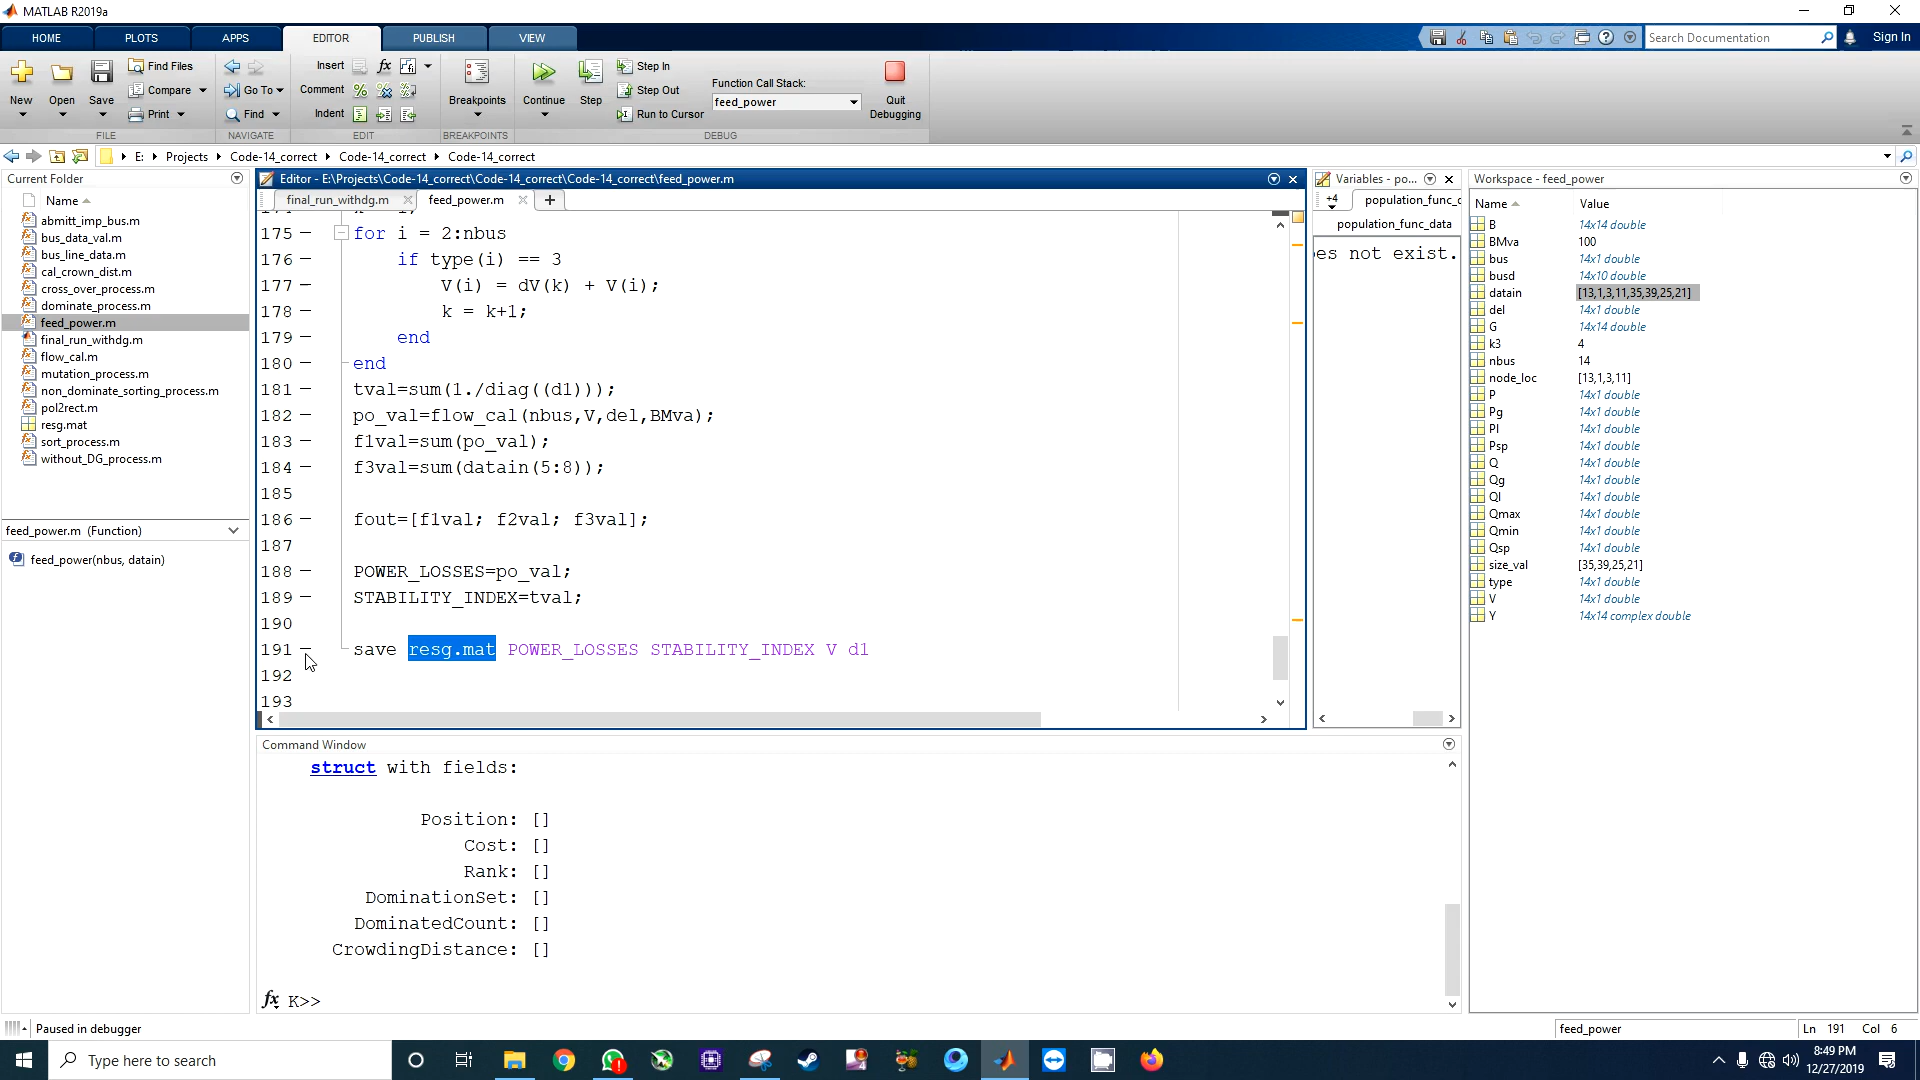 MATLAB R2019a
HOME PLOTS APPS EDITOR PUBLISH VIEW
Search Documentation Sign In
New Open Save Find Files Compare Print
Go To Find
Insert fx
Comment
Indent
Breakpoints Continue Step
Step In
Step Out
Run to Cursor
Function Call Stack:
feed_power
Quit Debugging
FILE NAVIGATE EDIT BREAKPOINTS DEBUG
E: Projects Code-14_correct Code-14_correct Code-14_correct
Current Folder
Name
abmitt_imp_bus.m
bus_data_val.m
bus_line_data.m
cal_crown_dist.m
cross_over_process.m
dominate_process.m
feed_power.m
final_run_withdg.m
flow_cal.m
mutation_process.m
non_dominate_sorting_process.m
pol2rect.m
resg.mat
sort_process.m
without_DG_process.m
feed_power.m (Function)
feed_power(nbus, datain)
Editor - E:\Projects\Code-14_correct\Code-14_correct\Code-14_correct\feed_power.m
final_run_withdg.m feed_power.m
175 for i = 2:nbus
176 if type(i) == 3
177 V(i) = dV(k) + V(i);
178 k = k+1;
179 end
180 end
181 tval=sum(1./diag((d1)));
182 po_val=flow_cal(nbus,V,del,BMva);
183 f1val=sum(po_val);
184 f3val=sum(datain(5:8));
185
186 fout=[f1val; f2val; f3val];
187
188 POWER_LOSSES=po_val;
189 STABILITY_INDEX=tval;
190
191 save resg.mat POWER_LOSSES STABILITY_INDEX V d1
192
193
Variables - po...
+4 population_func_c
population_func_data
es not exist.
Workspace - feed_power
Name Value
B 14x14 double
BMva 100
bus 14x1 double
busd 14x10 double
datain [13,1,3,11,35,39,25,21]
del 14x1 double
G 14x14 double
k3 4
nbus 14
node_loc [13,1,3,11]
P 14x1 double
Pg 14x1 double
Pl 14x1 double
Psp 14x1 double
Q 14x1 double
Qg 14x1 double
Ql 14x1 double
Qmax 14x1 double
Qmin 14x1 double
Qsp 14x1 double
size_val [35,39,25,21]
type 14x1 double
V 14x1 double
Y 14x14 complex double
Command Window
struct with fields:
Position: []
Cost: []
Rank: []
DominationSet: []
DominatedCount: []
CrowdingDistance: []
fx K>>
Paused in debugger
feed_power Ln 191 Col 6
Type here to search
8:49 PM
12/27/2019